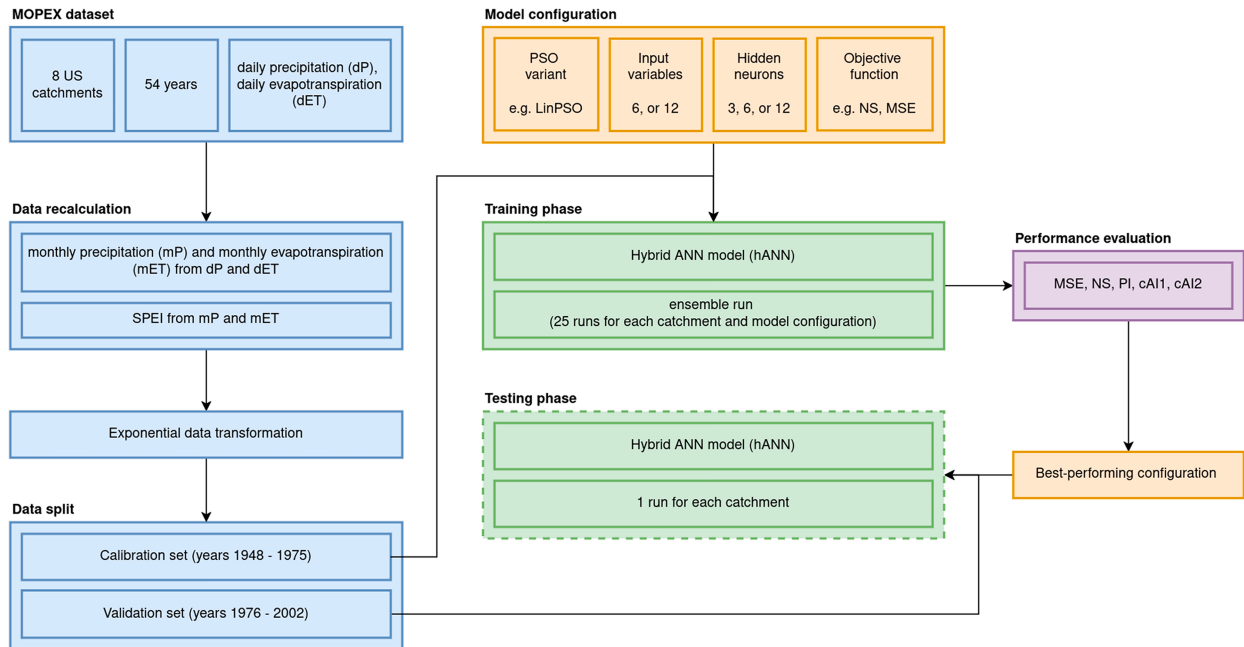 MOPEX dataset
8 US
catchments
54 years
daily precipitation (dP),
daily evapotranspiration
(dET)
Model configuration
PSO
variant
e.g. LinPSO
Input
variables
6, or 12
Hidden
neurons
3, 6, or 12
Objective
function
e.g. NS, MSE
Data recalculation
monthly precipitation (mP) and monthly evapotranspiration
(mET) from dP and dET
SPEI from mP and mET
Training phase
Hybrid ANN model (hANN)
ensemble run
(25 runs for each catchment and model configuration)
Performance evaluation
MSE, NS, PI, cAI1, cAI2
Exponential data transformation
Testing phase
Hybrid ANN model (hANN)
1 run for each catchment
Best-performing configuration
Data split
Calibration set (years 1948 - 1975)
Validation set (years 1976 - 2002)